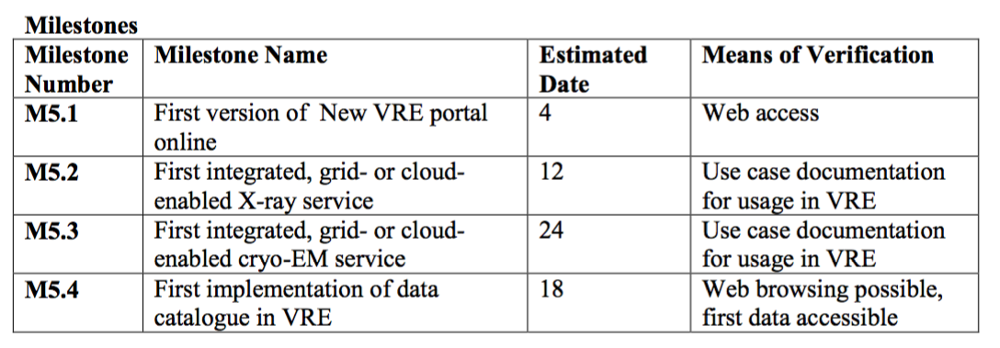 Milestones
Milestone Number Milestone Name Estimated Date Means of Verification
M5.1 First version of New VRE portal online 4 Web access
M5.2 First integrated, grid- or cloud-enabled X-ray service 12 Use case documentation for usage in VRE
M5.3 First integrated, grid- or cloud-enabled cryo-EM service 24 Use case documentation for usage in VRE
M5.4 First implementation of data catalogue in VRE 18 Web browsing possible, first data accessible